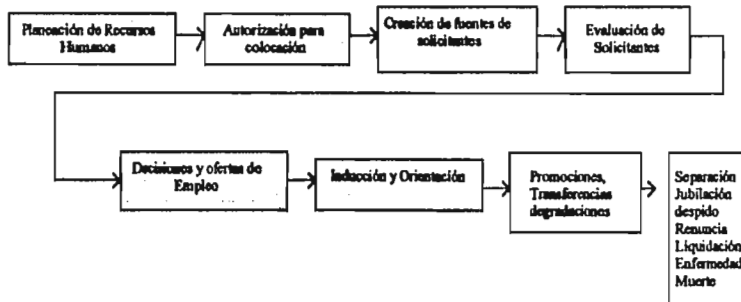 Planeación de Recursos
Humanos
Autorización para
colocación
Creación de fuentes de
solicitantes
Evaluación de
Solicitantes
Decisiones y ofertas de
Empleo
Inducción y Orientación
Promociones,
Transferencias
degradaciones
Separación
Jubilación
despido
Renuncia
Liquidación
Enfermedad
Muerte